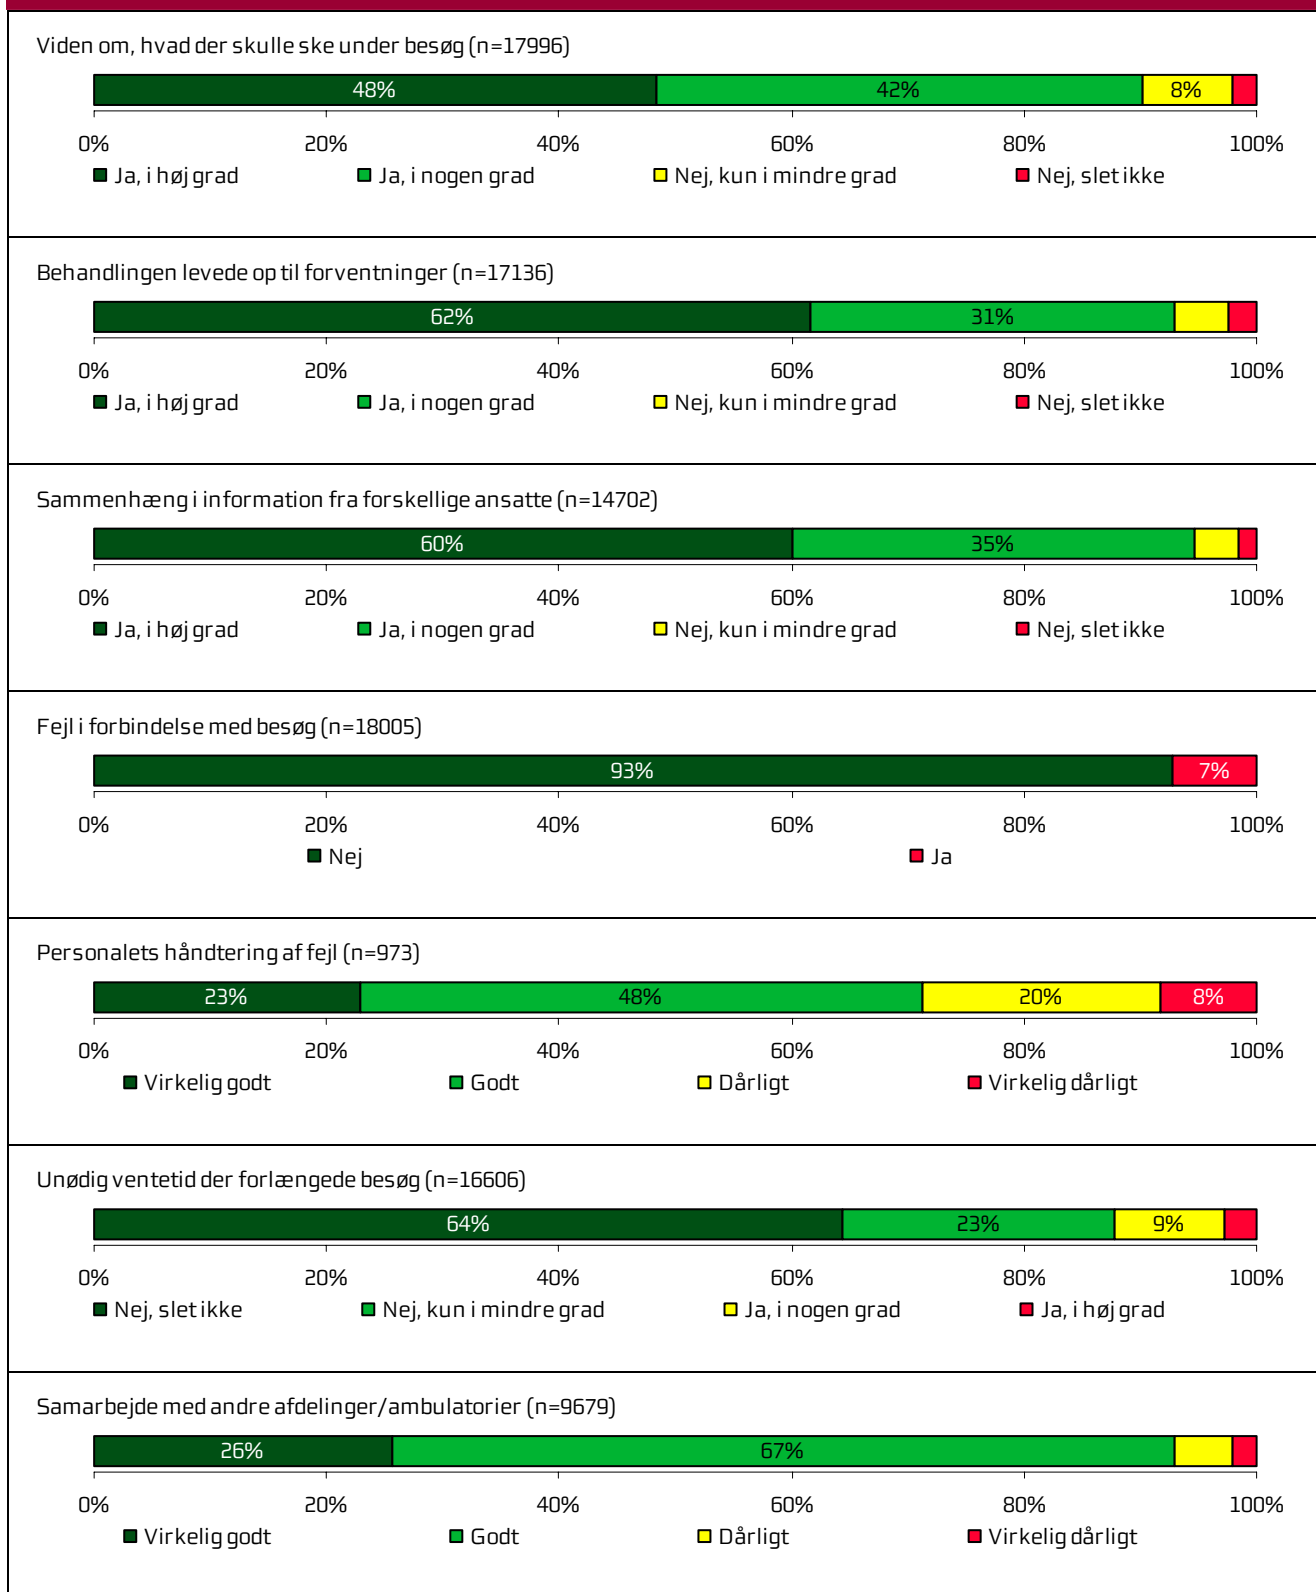 Viden om, hvad der skulle ske under besøg (n=17996)
48% 42% 8%
0% 20% 40% 60% 80% 100%
Ja, i høj grad Ja, i nogen grad Nej, kun i mindre grad Nej, slet ikke
Behandlingen levede op til forventninger (n=17136)
62% 31%
0% 20% 40% 60% 80% 100%
Ja, i høj grad Ja, i nogen grad Nej, kun i mindre grad Nej, slet ikke
Sammenhæng i information fra forskellige ansatte (n=14702)
60% 35%
0% 20% 40% 60% 80% 100%
Ja, i høj grad Ja, i nogen grad Nej, kun i mindre grad Nej, slet ikke
Fejl i forbindelse med besøg (n=18005)
93% 7%
0% 20% 40% 60% 80% 100%
Nej Ja
Personalets håndtering af fejl (n=973)
23% 48% 20% 8%
0% 20% 40% 60% 80% 100%
Virkelig godt Godt Dårligt Virkelig dårligt
Unødig ventetid der forlængede besøg (n=16606)
64% 23% 9%
0% 20% 40% 60% 80% 100%
Nej, slet ikke Nej, kun i mindre grad Ja, i nogen grad Ja, i høj grad
Samarbejde med andre afdelinger/ambulatorier (n=9679)
26% 67%
0% 20% 40% 60% 80% 100%
Virkelig godt Godt Dårligt Virkelig dårligt